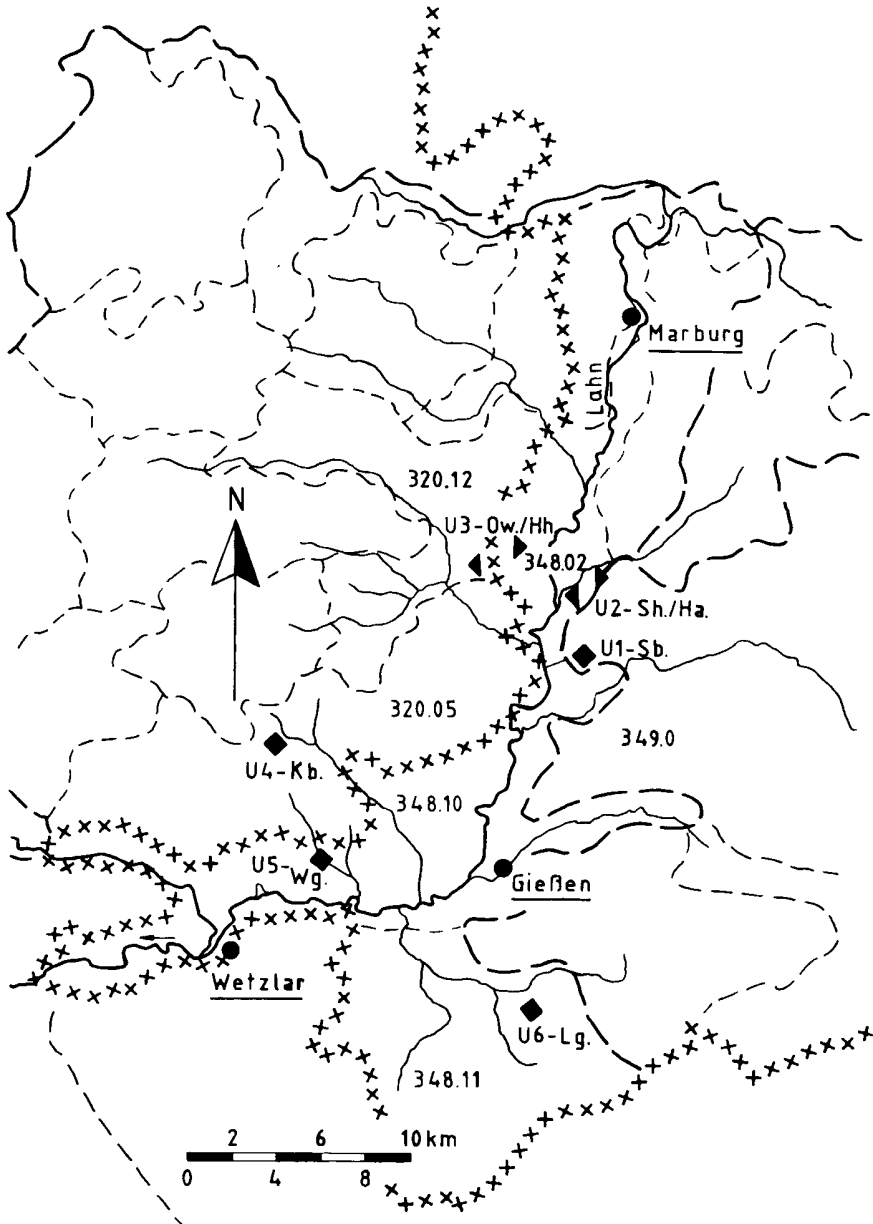 Marburg
Lahn
320.12
N
U3-Ow./Hh.
348.02
U2-Sh./Ha.
U1-Sb.
320.05
349.0
U4-Kb.
348.10
U5-Wg.
Gießen
Wetzlar
U6-Lg.
348.11
2 6 10 km
0 4 8